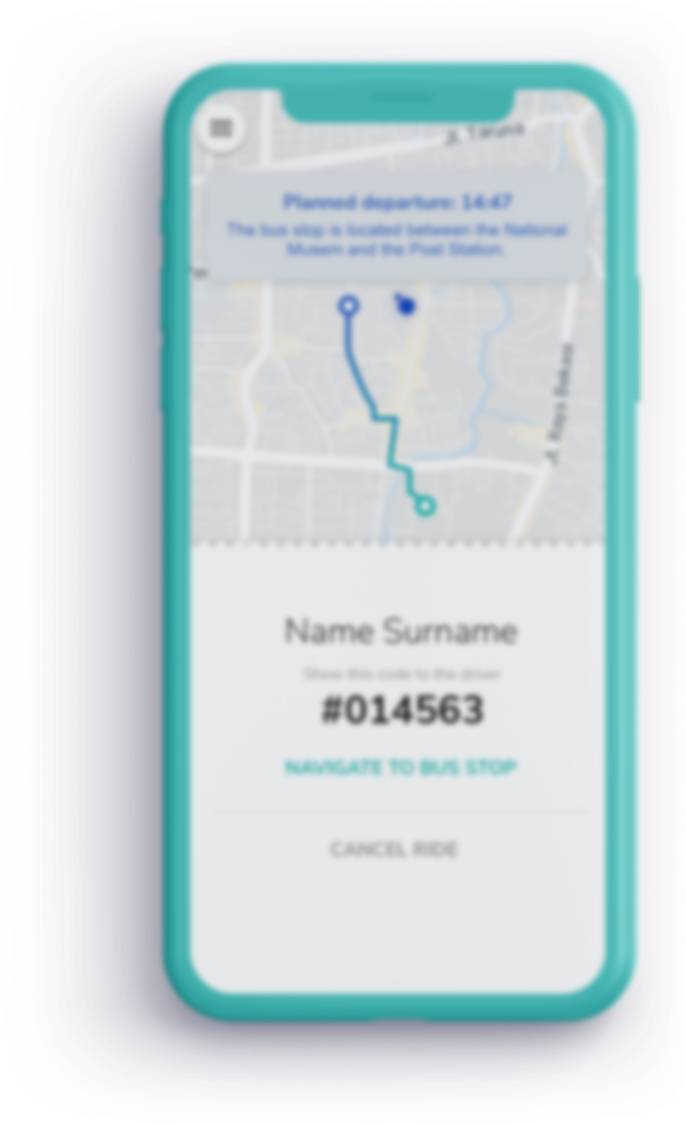 Jl. Taruna
Planned departure: 14:47
The bus stop is located between the National
Musem and the Post Station.
Jl. Raya Bekasi
Name Surname
Show this code to the driver
#014563
NAVIGATE TO BUS STOP
CANCEL RIDE